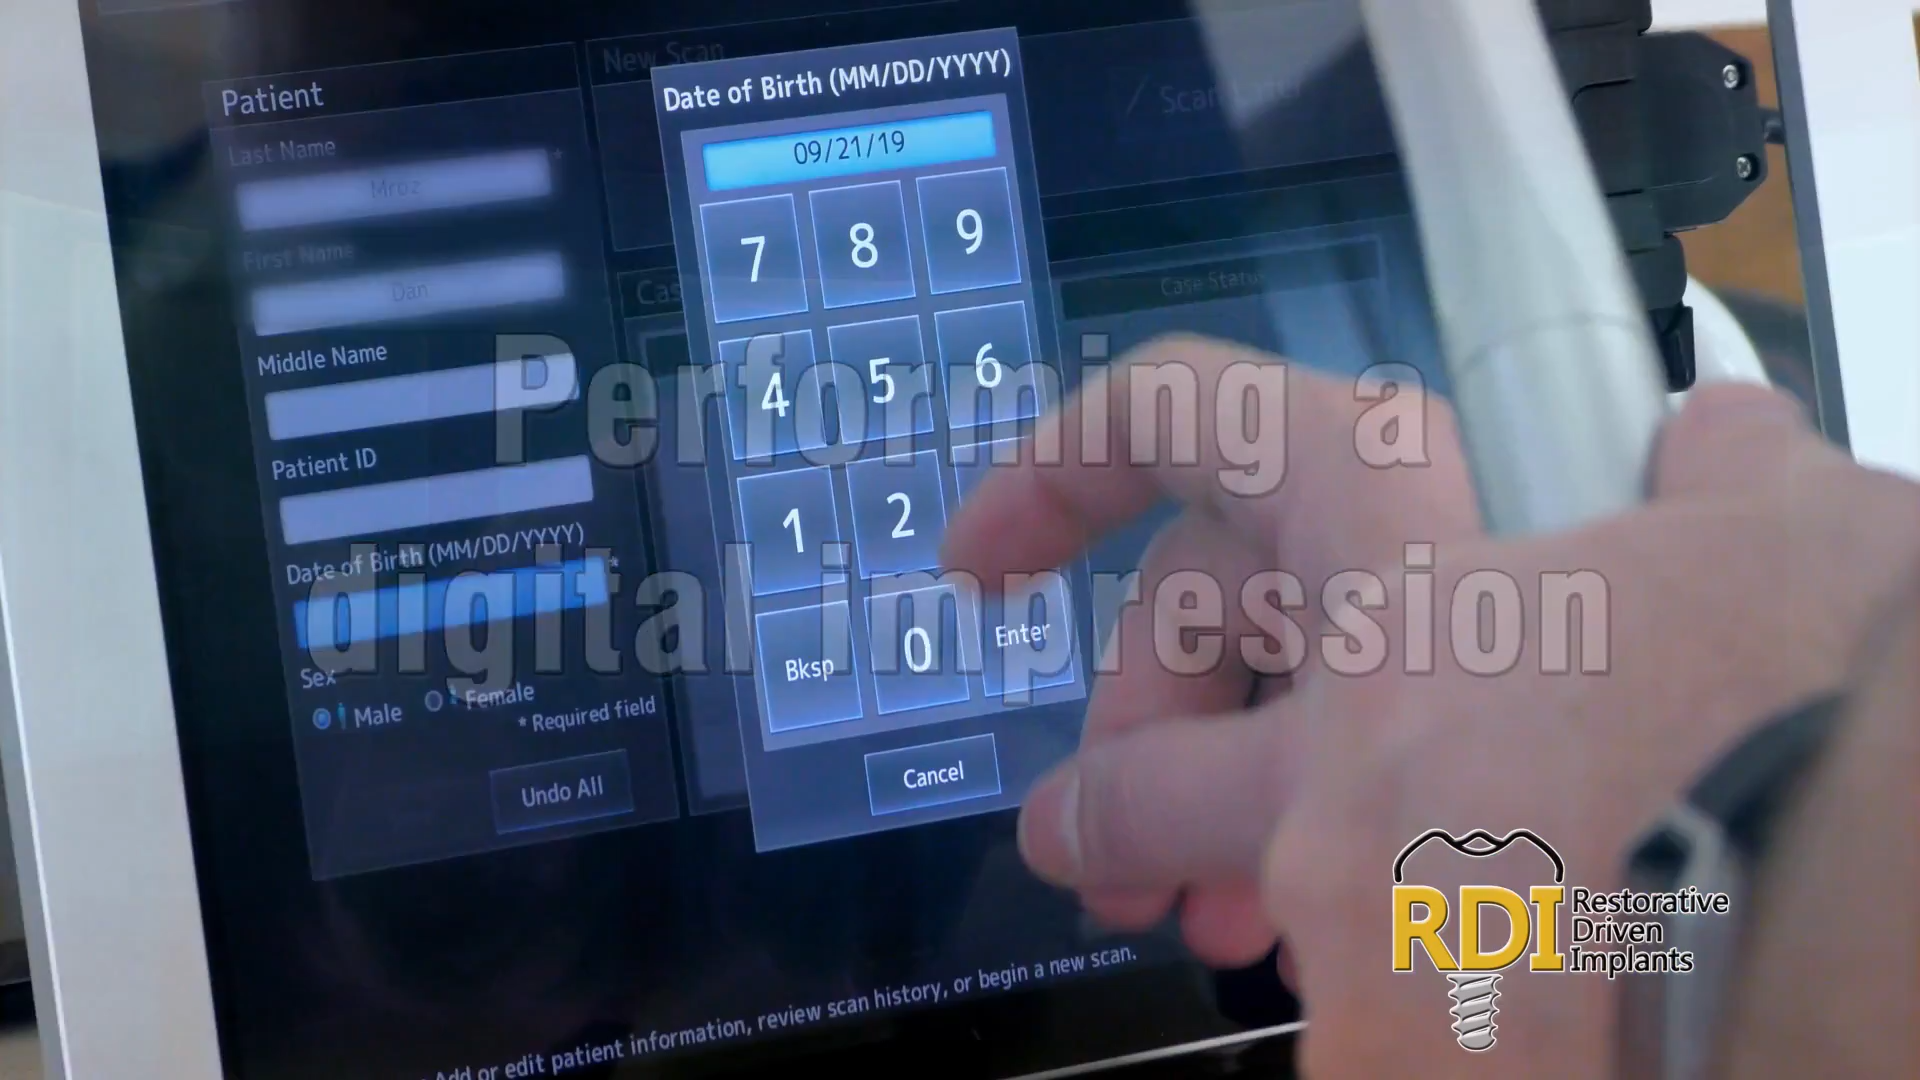 Patient
Last Name
Mroz
*
First Name
Dan
Middle Name
Patient ID
Date of Birth (MM/DD/YYYY)
*
Sex
Male
Female
* Required field
Undo All
New Scan
Scan
Case Status
Date of Birth (MM/DD/YYYY)
09/21/19
7 8 9
4 5 6
1 2
Bksp 0 Enter
Cancel
Add or edit patient information, review scan history, or begin a new scan.
Performing a
digital impression
RDI
Restorative
Driven
Implants